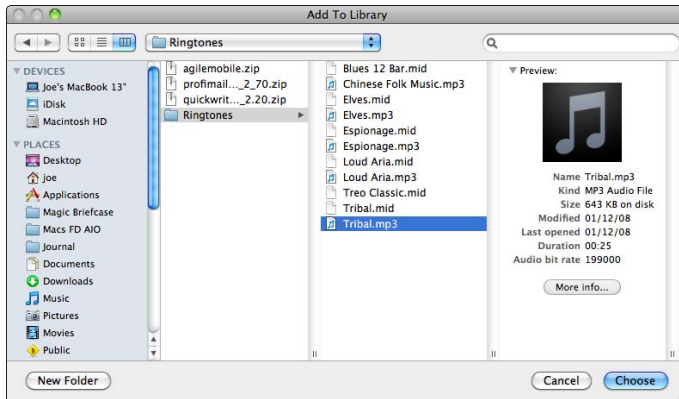 Add To Library
Ringtones
DEVICES
Joe's MacBook 13"
iDisk
Macintosh HD
PLACES
Desktop
joe
Applications
Magic Briefcase
Macs FD AIO
Journal
Documents
Downloads
Music
Pictures
Movies
Public
agilemobile.zip
profimail..._2_70.zip
quickwrit..._2.20.zip
Ringtones
Blues 12 Bar.mid
Chinese Folk Music.mp3
Elves.mid
Elves.mp3
Espionage.mid
Espionage.mp3
Loud Aria.mid
Loud Aria.mp3
Treo Classic.mid
Tribal.mid
Tribal.mp3
Preview:
Name Tribal.mp3
Kind MP3 Audio File
Size 643 KB on disk
Modified 01/12/08
Last opened 01/12/08
Duration 00:25
Audio bit rate 199000
More info...
New Folder
Cancel
Choose